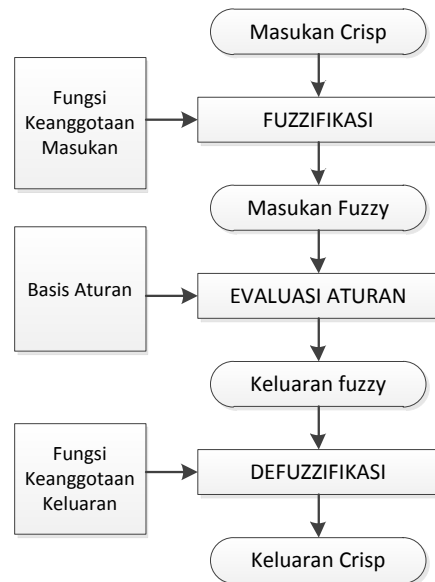 Masukan Crisp
Fungsi
Keanggotaan
Masukan
FUZZIFIKASI
Masukan Fuzzy
Basis Aturan
EVALUASI ATURAN
Keluaran fuzzy
Fungsi
Keanggotaan
Keluaran
DEFUZZIFIKASI
Keluaran Crisp